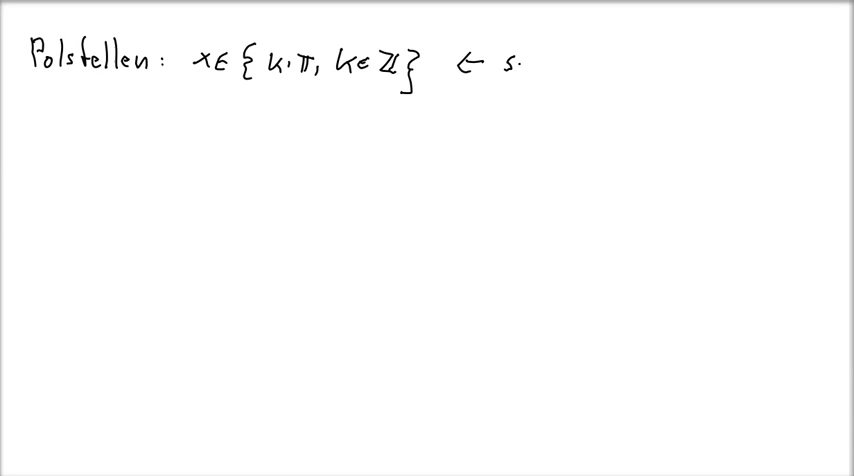 Polstellen: x∈{k·π, k∈ℤ} ← s.